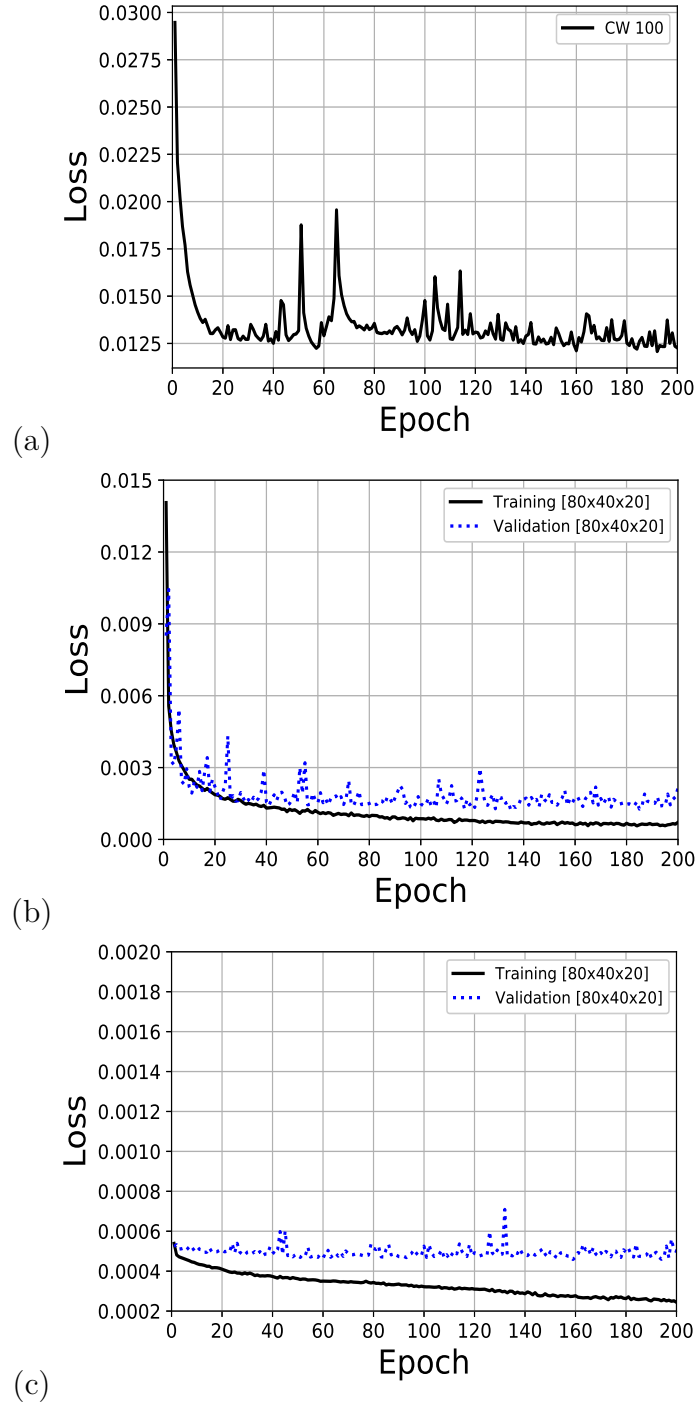 0.0300
CW 100
0.0275
0.0250
0.0225
0.0200
0.0175
0.0150
0.0125
Loss
0 20 40 60 80 100 120 140 160 180 200
Epoch
(a)
0.015
Training [80x40x20]
Validation [80x40x20]
0.012
0.009
0.006
0.003
0.000
Loss
0 20 40 60 80 100 120 140 160 180 200
Epoch
(b)
0.0020
Training [80x40x20]
Validation [80x40x20]
0.0018
0.0016
0.0014
0.0012
0.0010
0.0008
0.0006
0.0004
0.0002
Loss
0 20 40 60 80 100 120 140 160 180 200
Epoch
(c)